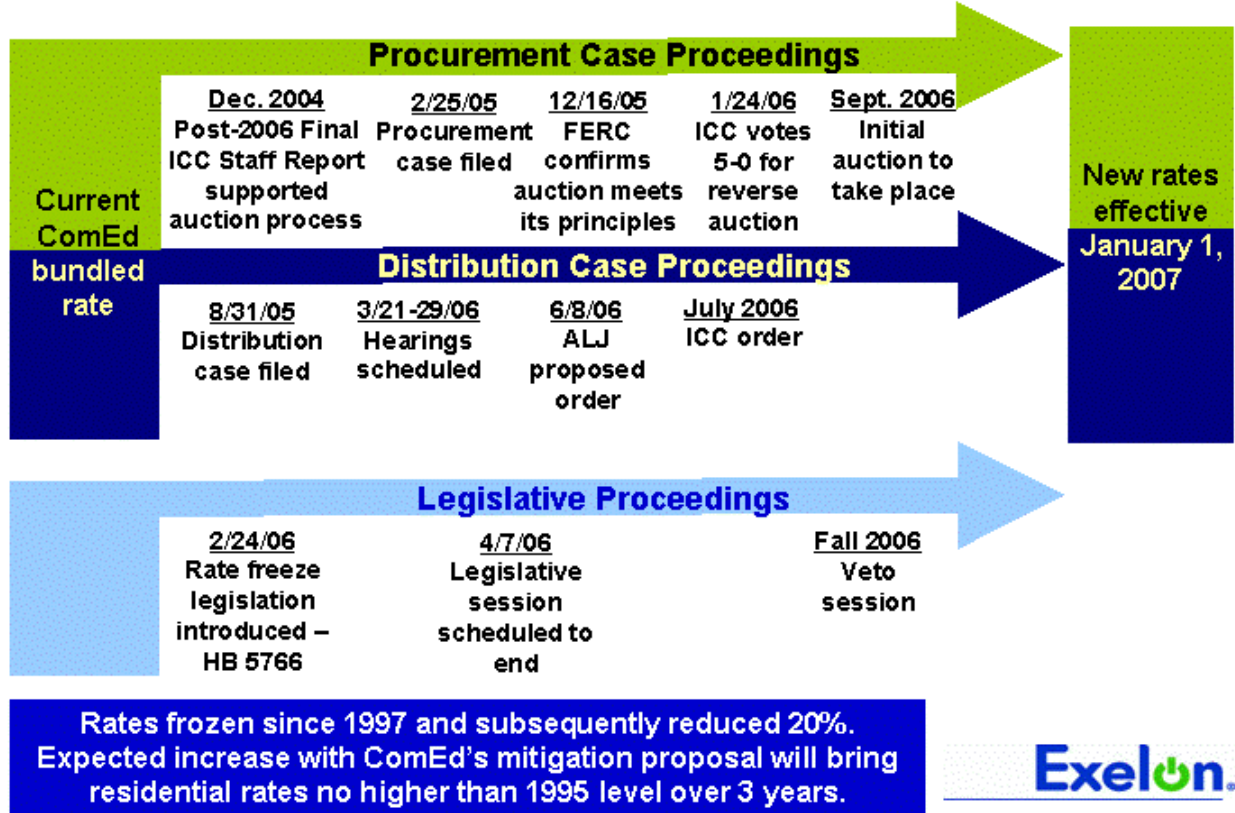 Procurement Case Proceedings
Dec. 2004
Post-2006 Final
ICC Staff Report
supported
auction process
2/25/05
Procurement
case filed
12/16/05
FERC
confirms
auction meets
its principles
1/24/06
ICC votes
5-0 for
reverse
auction
Sept. 2006
Initial
auction to
take place
Current
ComEd
bundled
rate
New rates
effective
January 1,
2007
Distribution Case Proceedings
8/31/05
Distribution
case filed
3/21-29/06
Hearings
scheduled
6/8/06
ALJ
proposed
order
July 2006
ICC order
Legislative Proceedings
2/24/06
Rate freeze
legislation
introduced –
HB 5766
4/7/06
Legislative
session
scheduled to
end
Fall 2006
Veto
session
Rates frozen since 1997 and subsequently reduced 20%.
Expected increase with ComEd's mitigation proposal will bring
residential rates no higher than 1995 level over 3 years.
Exelon®